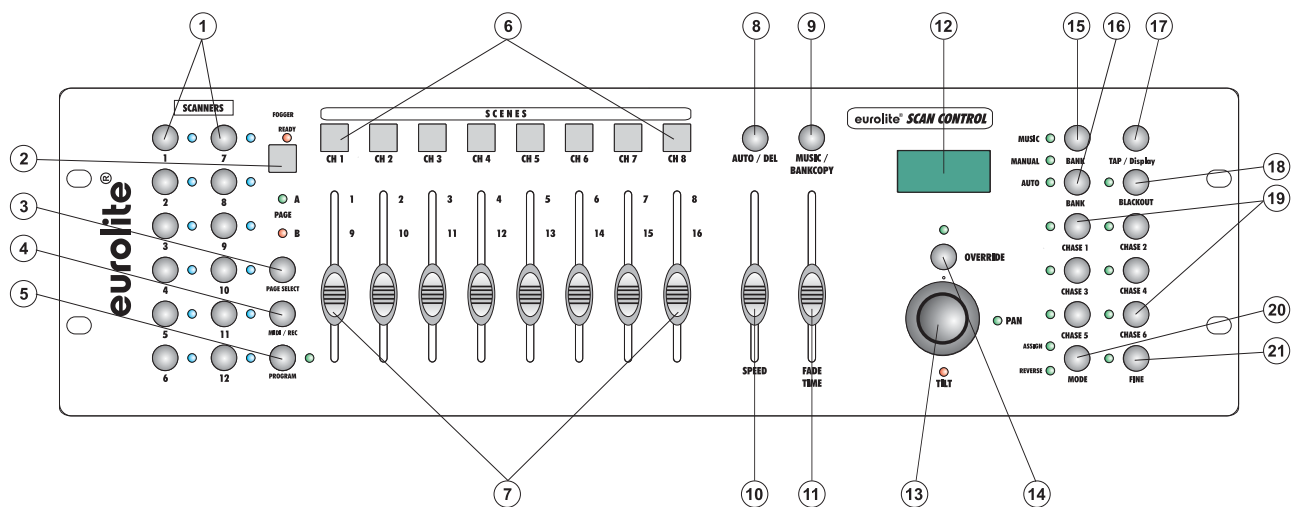 1 6 8 9 12 15 16 17
SCANNERS
FOGGER
READY
SCENES
eurolite® SCAN CONTROL
MUSIC
1 7
CH 1 CH 2 CH 3 CH 4 CH 5 CH 6 CH 7 CH 8
AUTO / DEL
MUSIC /
BANKCOPY
BANK
TAP / Display
MANUAL
2
eurolite®
2 8
A
PAGE
B
1 2 3 4 5 6 7 8
AUTO
BANK
BLACKOUT
18
3
3 9
9 10 11 12 13 14 15 16
19
CHASE 1 CHASE 2
4
4 10
PAGE SELECT
OVERRIDE
CHASE 3 CHASE 4
5
5 11
MIDI / REC
PAN
CHASE 5 CHASE 6
20
ASSIGN
6 12
PROGRAM
SPEED
FADE
TIME
TILT
REVERSE
MODE
FINE
21
7 10 11 13 14